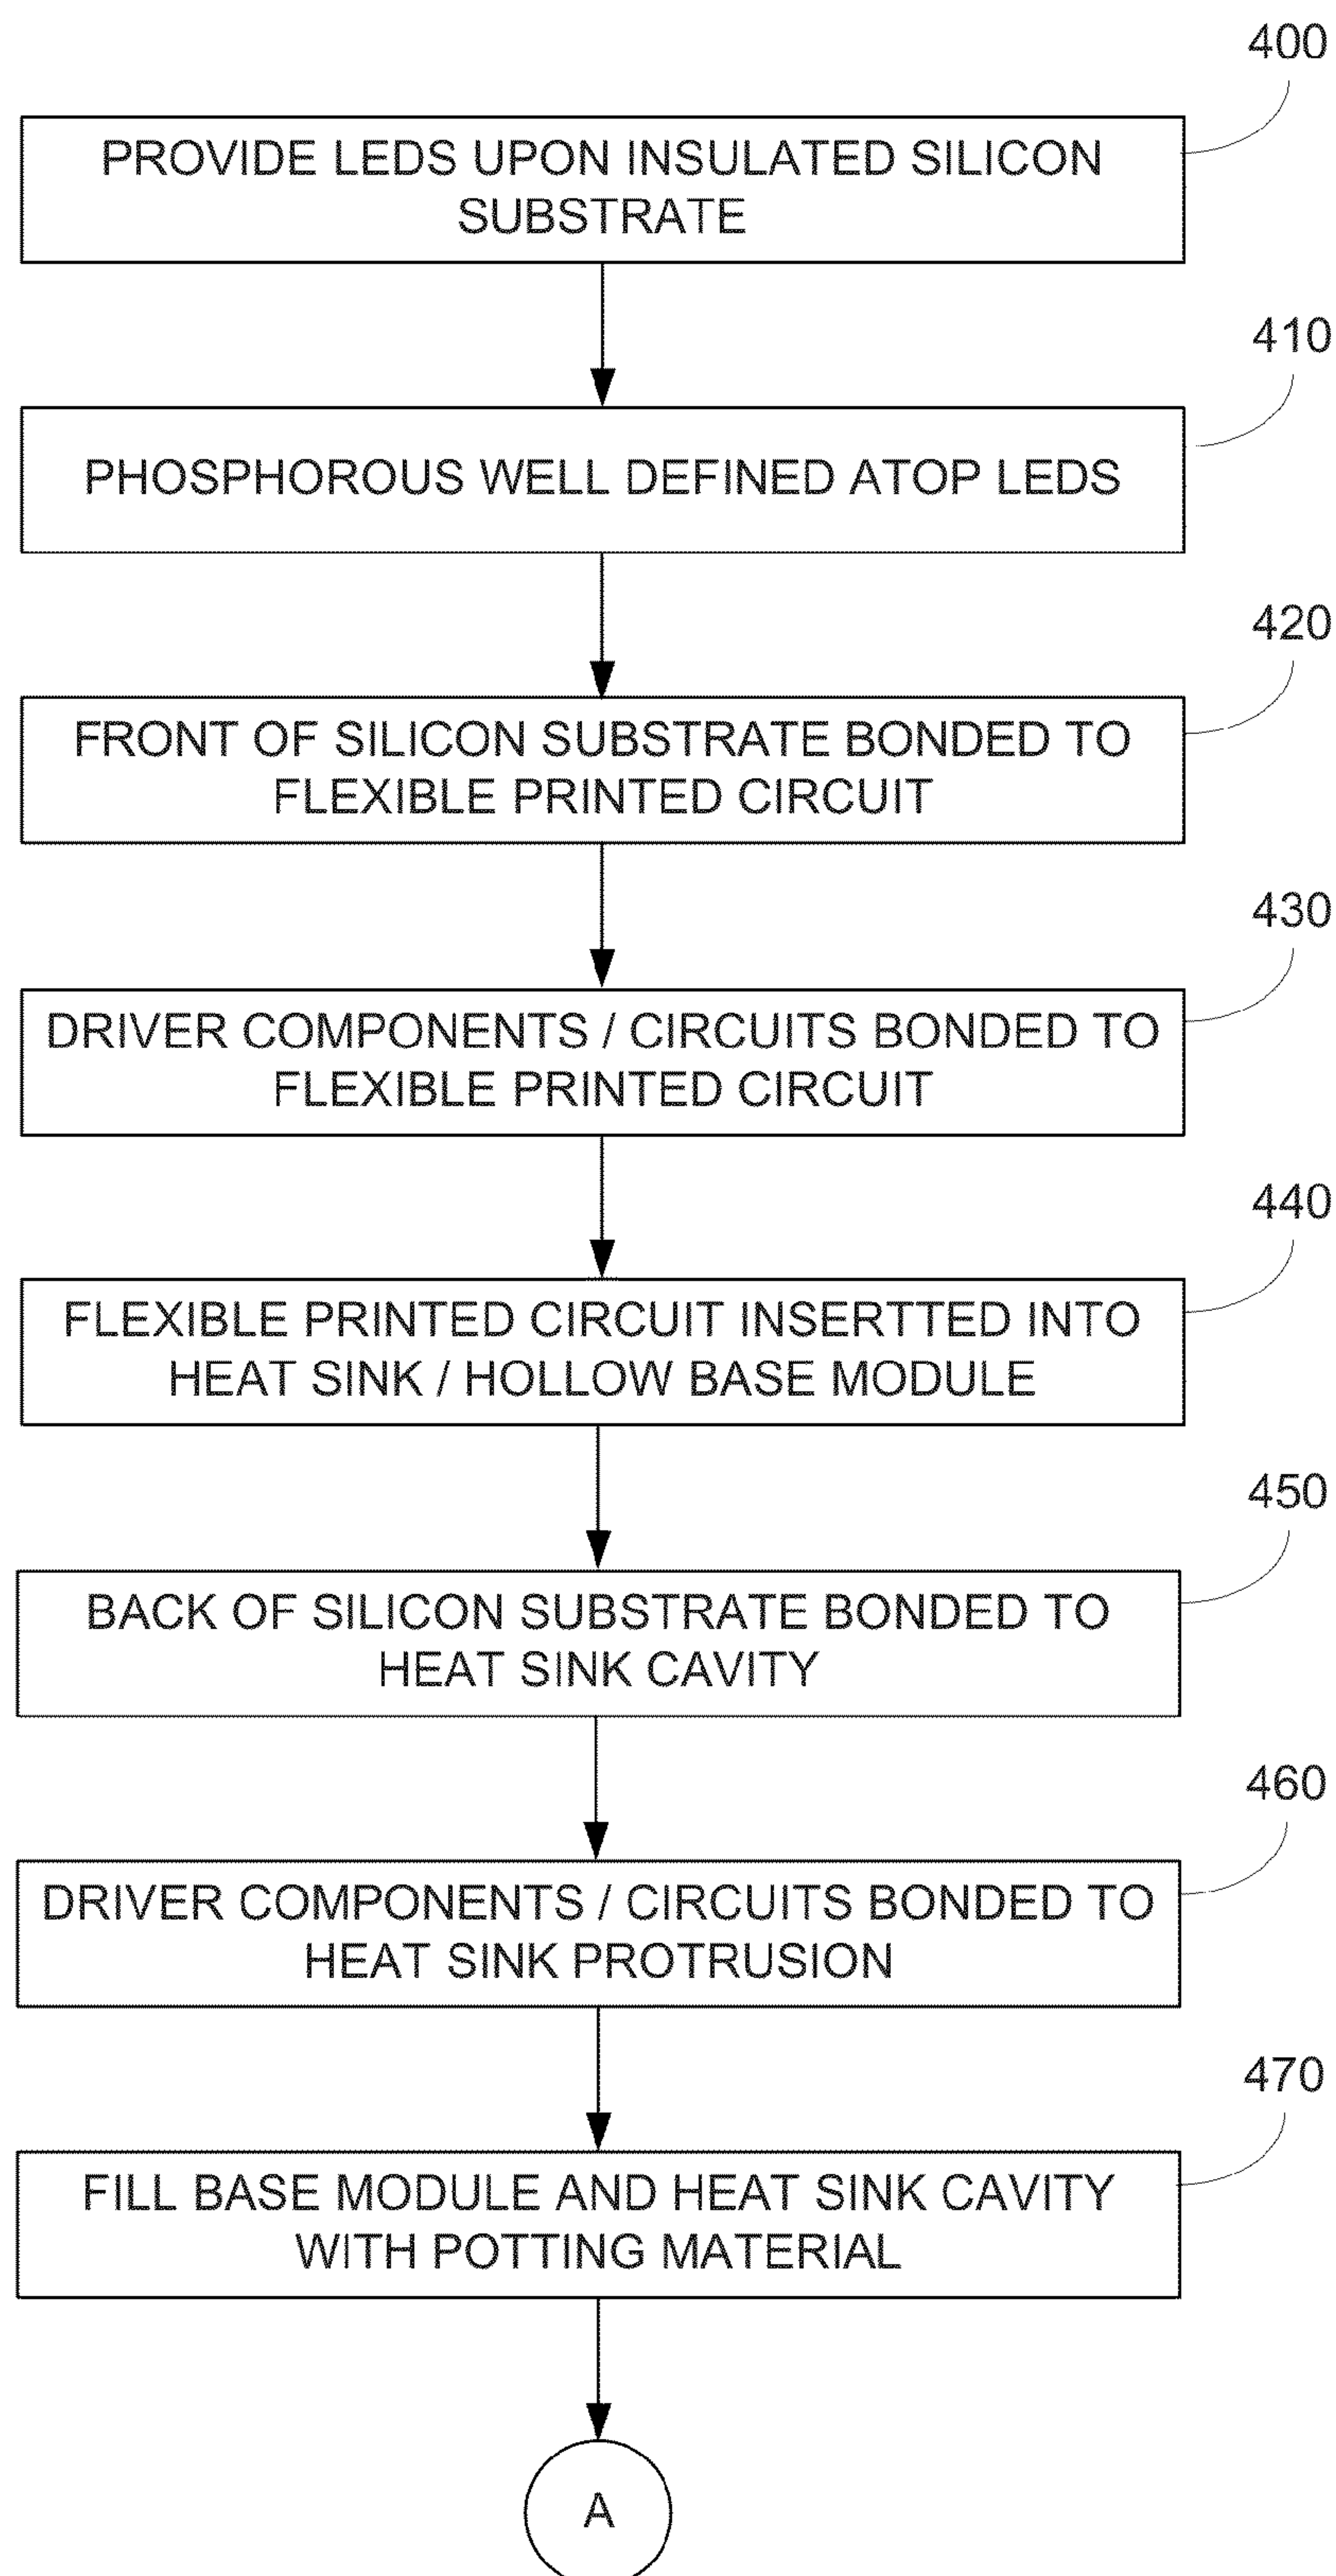 400
PROVIDE LEDS UPON INSULATED SILICON
SUBSTRATE
410
PHOSPHOROUS WELL DEFINED ATOP LEDS
420
FRONT OF SILICON SUBSTRATE BONDED TO
FLEXIBLE PRINTED CIRCUIT
430
DRIVER COMPONENTS / CIRCUITS BONDED TO
FLEXIBLE PRINTED CIRCUIT
440
FLEXIBLE PRINTED CIRCUIT INSERTTED INTO
HEAT SINK / HOLLOW BASE MODULE
450
BACK OF SILICON SUBSTRATE BONDED TO
HEAT SINK CAVITY
460
DRIVER COMPONENTS / CIRCUITS BONDED TO
HEAT SINK PROTRUSION
470
FILL BASE MODULE AND HEAT SINK CAVITY
WITH POTTING MATERIAL
A